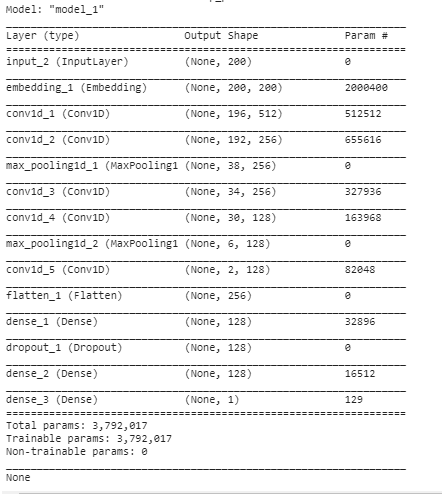 Model: "model_1"
Layer (type) Output Shape Param #
input_2 (InputLayer) (None, 200) 0
embedding_1 (Embedding) (None, 200, 200) 2000400
conv1d_1 (Conv1D) (None, 196, 512) 512512
conv1d_2 (Conv1D) (None, 192, 256) 655616
max_pooling1d_1 (MaxPooling1 (None, 38, 256) 0
conv1d_3 (Conv1D) (None, 34, 256) 327936
conv1d_4 (Conv1D) (None, 30, 128) 163968
max_pooling1d_2 (MaxPooling1 (None, 6, 128) 0
conv1d_5 (Conv1D) (None, 2, 128) 82048
flatten_1 (Flatten) (None, 256) 0
dense_1 (Dense) (None, 128) 32896
dropout_1 (Dropout) (None, 128) 0
dense_2 (Dense) (None, 128) 16512
dense_3 (Dense) (None, 1) 129
Total params: 3,792,017
Trainable params: 3,792,017
Non-trainable params: 0
None